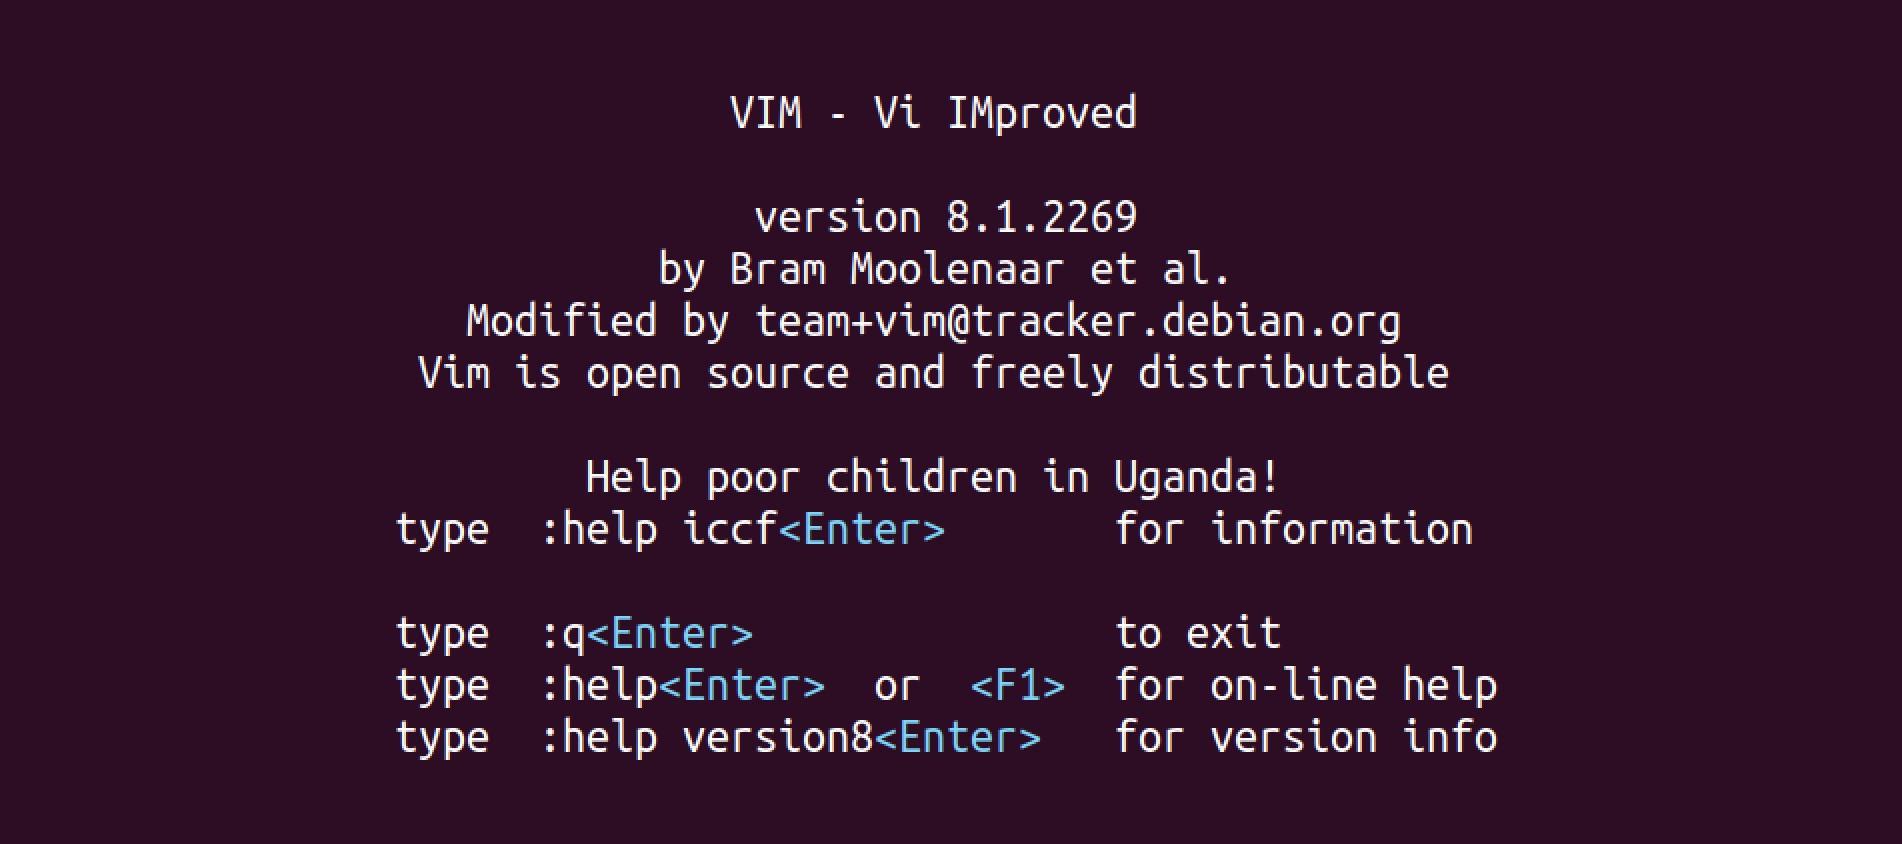 VIM - Vi IMproved
version 8.1.2269
by Bram Moolenaar et al.
Modified by team+vim@tracker.debian.org
Vim is open source and freely distributable
Help poor children in Uganda!
type  :help iccf<Enter>       for information
type  :q<Enter>               to exit
type  :help<Enter>  or  <F1>  for on-line help
type  :help version8<Enter>   for version info